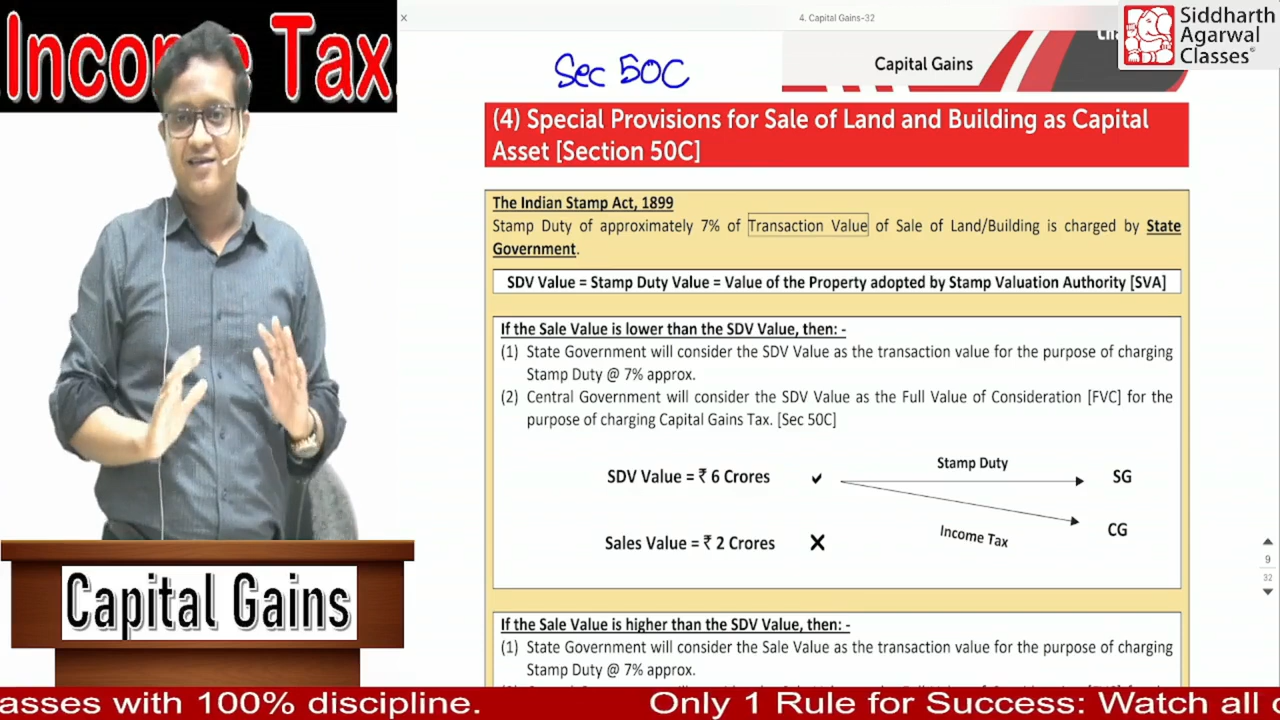 Income Tax
4. Capital Gains-32
Siddharth
Agarwal
Classes
Capital Gains
Sec 50C
(4) Special Provisions for Sale of Land and Building as Capital
Asset [Section 50C]
The Indian Stamp Act, 1899
Stamp Duty of approximately 7% of Transaction Value of Sale of Land/Building is charged by State
Government.
SDV Value = Stamp Duty Value = Value of the Property adopted by Stamp Valuation Authority [SVA]
If the Sale Value is lower than the SDV Value, then: -
(1) State Government will consider the SDV Value as the transaction value for the purpose of charging
Stamp Duty @ 7% approx.
(2) Central Government will consider the SDV Value as the Full Value of Consideration [FVC] for the
purpose of charging Capital Gains Tax. [Sec 50C]
Stamp Duty
SDV Value = ₹ 6 Crores ✓ SG
Income Tax CG
Sales Value = ₹ 2 Crores X
9
32
Capital Gains
If the Sale Value is higher than the SDV Value, then: -
(1) State Government will consider the Sale Value as the transaction value for the purpose of charging
Stamp Duty @ 7% approx.
asses with 100% discipline. Only 1 Rule for Success: Watch all